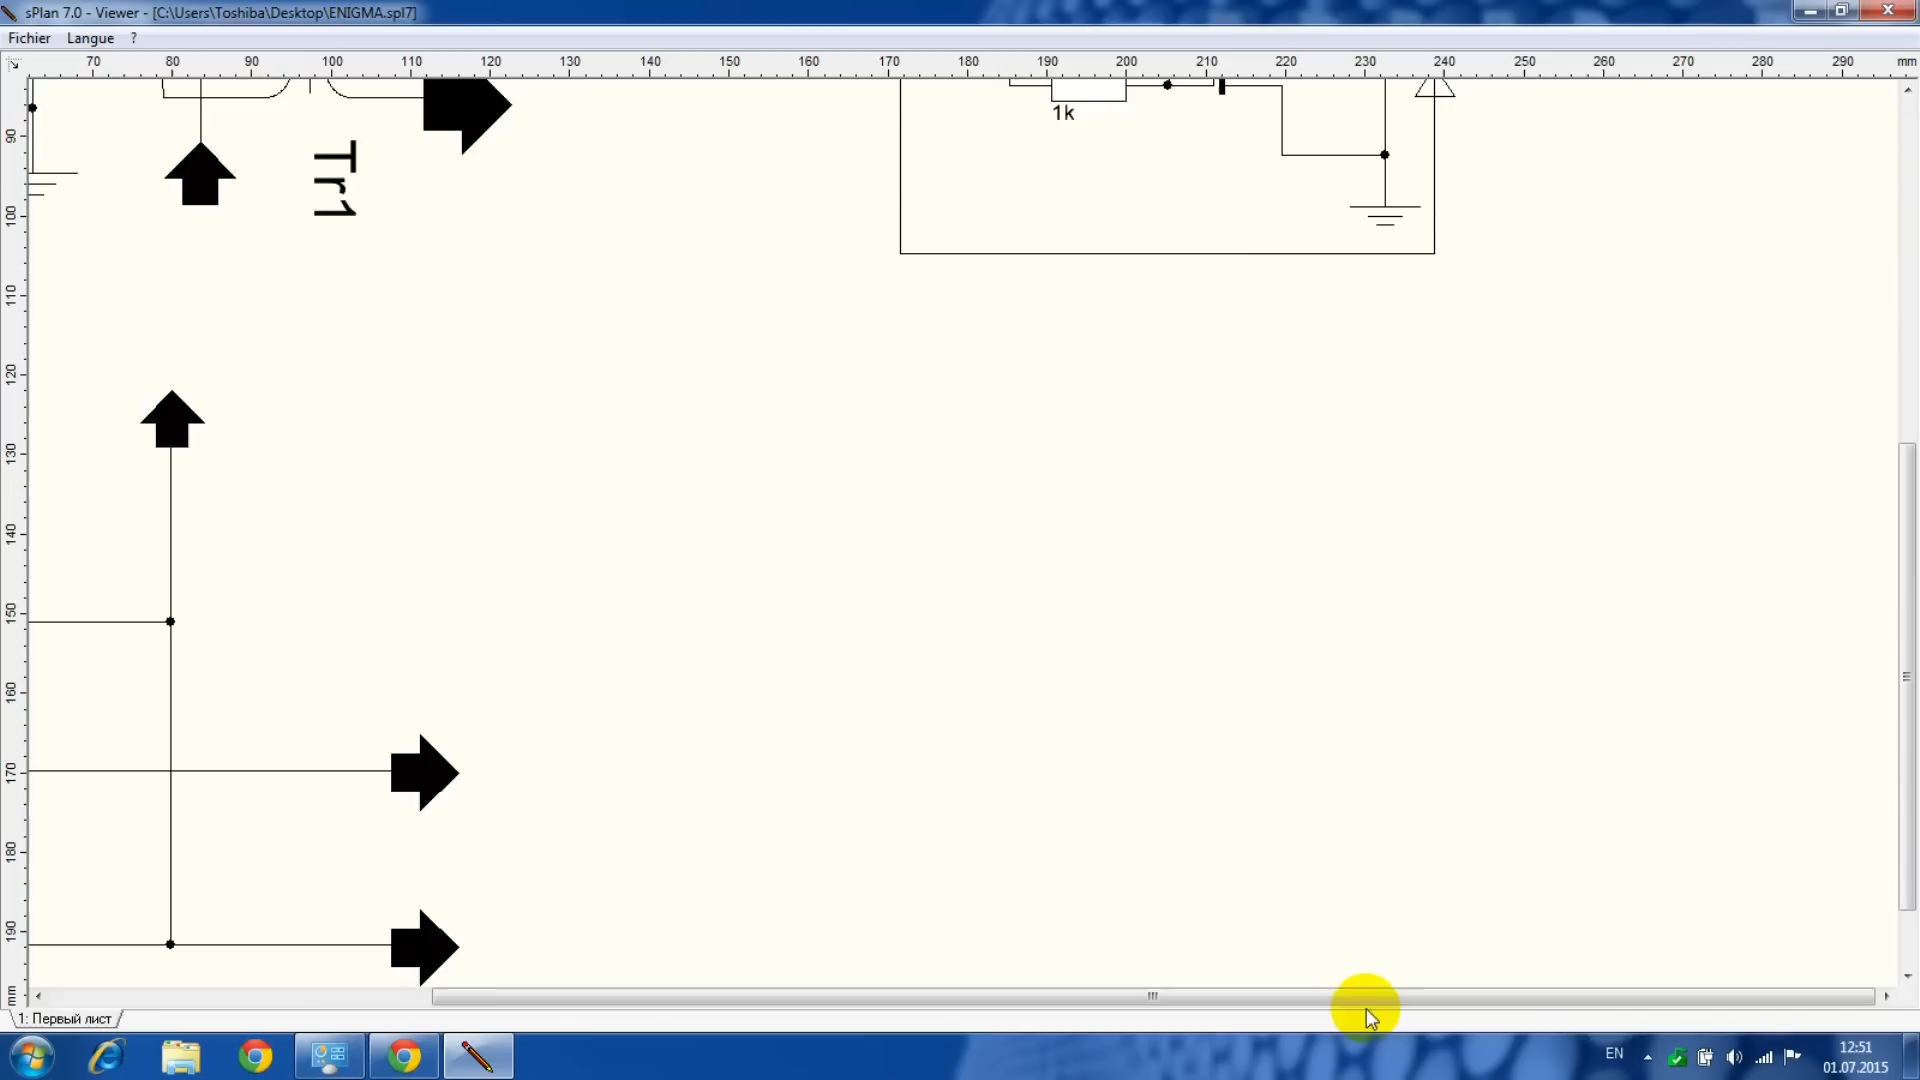 sPlan 7.0 - Viewer - [C:\Users\Toshiba\Desktop\ENIGMA.spl7]
Fichier Langue ?
70 80 90 100 110 120 130 140 150 160 170 180 190 200 210 220 230 240 250 260 270 280 290 mm
1k
Tr1
90
100
110
120
130
140
150
160
170
180
190
mm
1: Первый лист
EN
12:51
01.07.2015